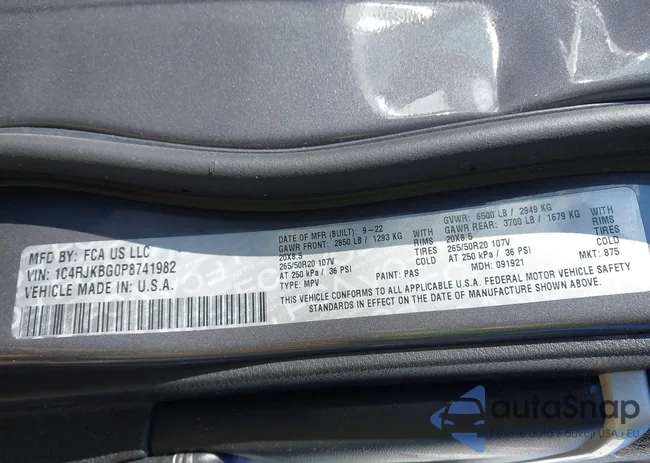 MFD BY: FCA US LLC
VIN: 1C4RJKBG0P8741982
VEHICLE MADE IN: U.S.A.
DATE OF MFR (BUILT): 9-22
GAWR FRONT: 2850 LB / 1293 KG WITH
20X8.5 RIMS
265/50R20 107V TIRES
AT 250 kPa / 36 PSI COLD
TYPE: MPV
PAINT: PAS
GVWR: 6500 LB / 2949 KG
GAWR REAR: 3700 LB / 1679 KG WITH
20X8.5 RIMS
265/50R20 107V TIRES
AT 250 kPa / 36 PSI COLD
MDH: 091921
MKT: 875
THIS VEHICLE CONFORMS TO ALL APPLICABLE U.S.A. FEDERAL MOTOR VEHICLE SAFETY
STANDARDS IN EFFECT ON THE DATE OF MANUFACTURE SHOWN ABOVE.
autoSnap